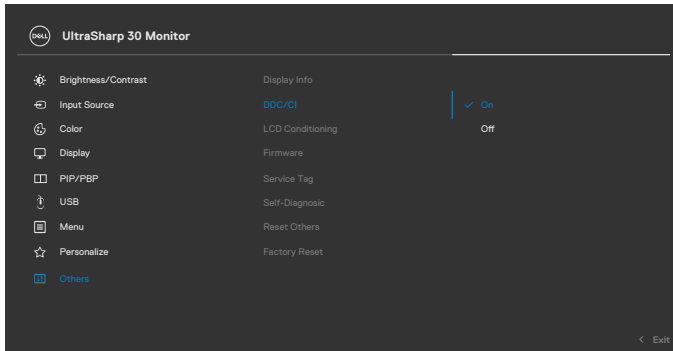 DELL UltraSharp 30 Monitor
Brightness/Contrast Display Info
Input Source DDC/CI On
Color LCD Conditioning Off
Display Firmware
PIP/PBP Service Tag
USB Self-Diagnosic
Menu Reset Others
Personalize Factory Reset
Others
< Exit